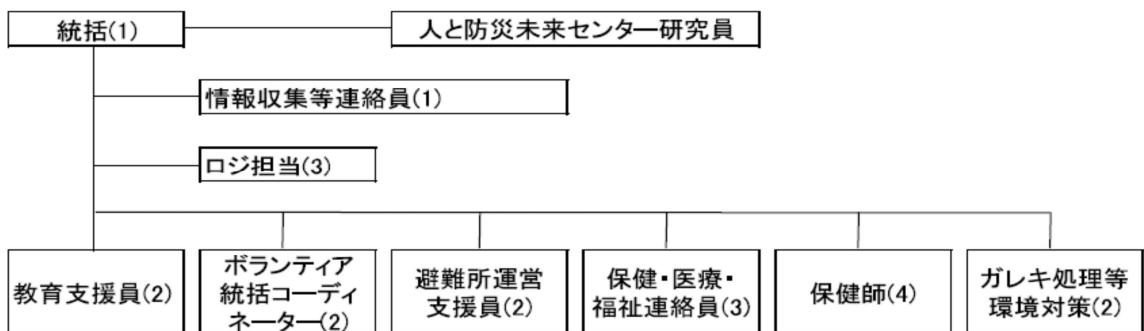 統括(1)
人と防災未来センター研究員
情報収集等連絡員(1)
ロジ担当(3)
教育支援員(2)
ボランティア
統括コーディ
ネーター(2)
避難所運営
支援員(2)
保健・医療・
福祉連絡員(3)
保健師(4)
ガレキ処理等
環境対策(2)